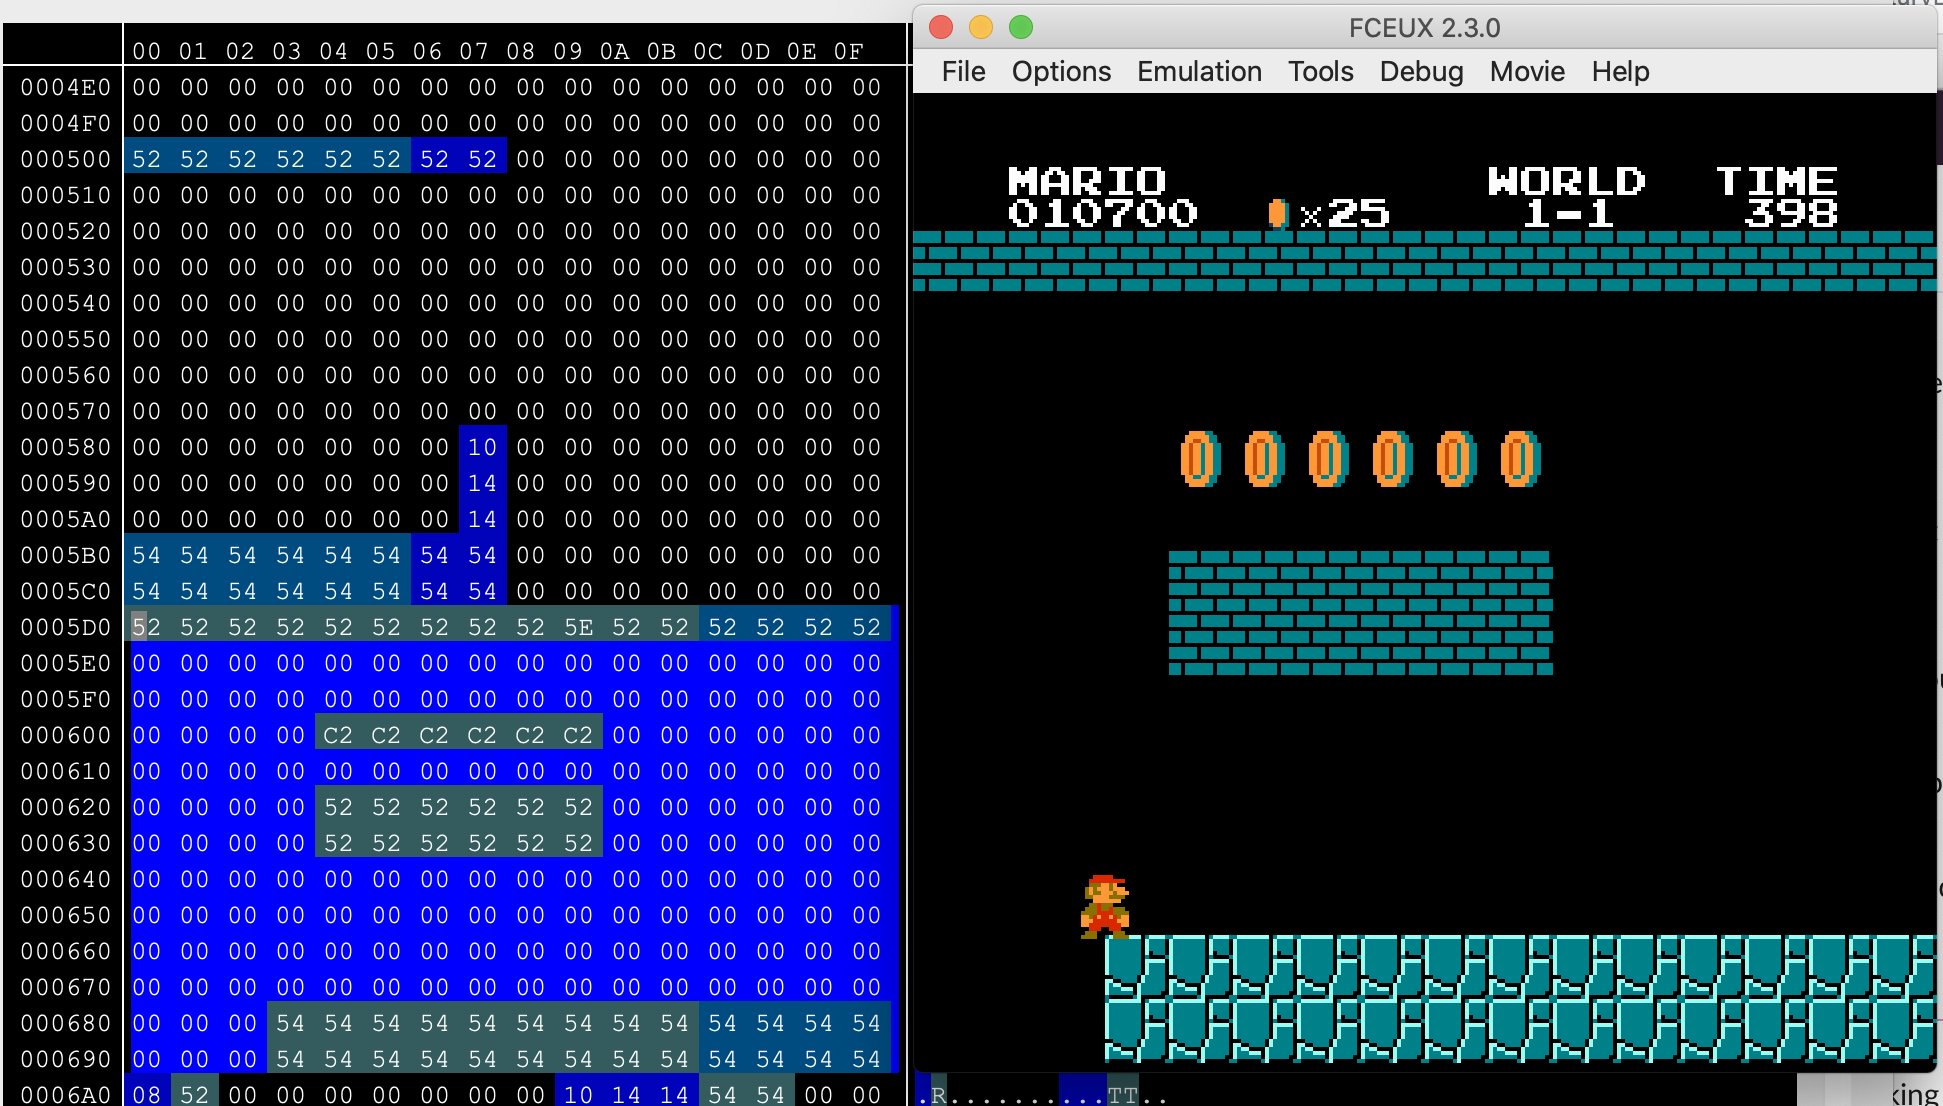 00 01 02 03 04 05 06 07 08 09 0A 0B 0C 0D 0E 0F
0004E0 00 00 00 00 00 00 00 00 00 00 00 00 00 00 00 00
0004F0 00 00 00 00 00 00 00 00 00 00 00 00 00 00 00 00
000500 52 52 52 52 52 52 52 52 00 00 00 00 00 00 00 00
000510 00 00 00 00 00 00 00 00 00 00 00 00 00 00 00 00
000520 00 00 00 00 00 00 00 00 00 00 00 00 00 00 00 00
000530 00 00 00 00 00 00 00 00 00 00 00 00 00 00 00 00
000540 00 00 00 00 00 00 00 00 00 00 00 00 00 00 00 00
000550 00 00 00 00 00 00 00 00 00 00 00 00 00 00 00 00
000560 00 00 00 00 00 00 00 00 00 00 00 00 00 00 00 00
000570 00 00 00 00 00 00 00 00 00 00 00 00 00 00 00 00
000580 00 00 00 00 00 00 00 10 00 00 00 00 00 00 00 00
000590 00 00 00 00 00 00 00 14 00 00 00 00 00 00 00 00
0005A0 00 00 00 00 00 00 00 14 00 00 00 00 00 00 00 00
0005B0 54 54 54 54 54 54 54 54 00 00 00 00 00 00 00 00
0005C0 54 54 54 54 54 54 54 54 00 00 00 00 00 00 00 00
0005D0 52 52 52 52 52 52 52 52 52 5E 52 52 52 52 52 52
0005E0 00 00 00 00 00 00 00 00 00 00 00 00 00 00 00 00
0005F0 00 00 00 00 00 00 00 00 00 00 00 00 00 00 00 00
000600 00 00 00 00 C2 C2 C2 C2 C2 C2 00 00 00 00 00 00
000610 00 00 00 00 00 00 00 00 00 00 00 00 00 00 00 00
000620 00 00 00 00 52 52 52 52 52 52 00 00 00 00 00 00
000630 00 00 00 00 52 52 52 52 52 52 00 00 00 00 00 00
000640 00 00 00 00 00 00 00 00 00 00 00 00 00 00 00 00
000650 00 00 00 00 00 00 00 00 00 00 00 00 00 00 00 00
000660 00 00 00 00 00 00 00 00 00 00 00 00 00 00 00 00
000670 00 00 00 00 00 00 00 00 00 00 00 00 00 00 00 00
000680 00 00 00 54 54 54 54 54 54 54 54 54 54 54 54 54
000690 00 00 00 54 54 54 54 54 54 54 54 54 54 54 54 54
0006A0 08 52 00 00 00 00 00 00 00 10 14 14 54 54 00 00
FCEUX 2.3.0
File Options Emulation Tools Debug Movie Help
MARIO WORLD TIME
010700 x25 1-1 398
.R..........TT..
king